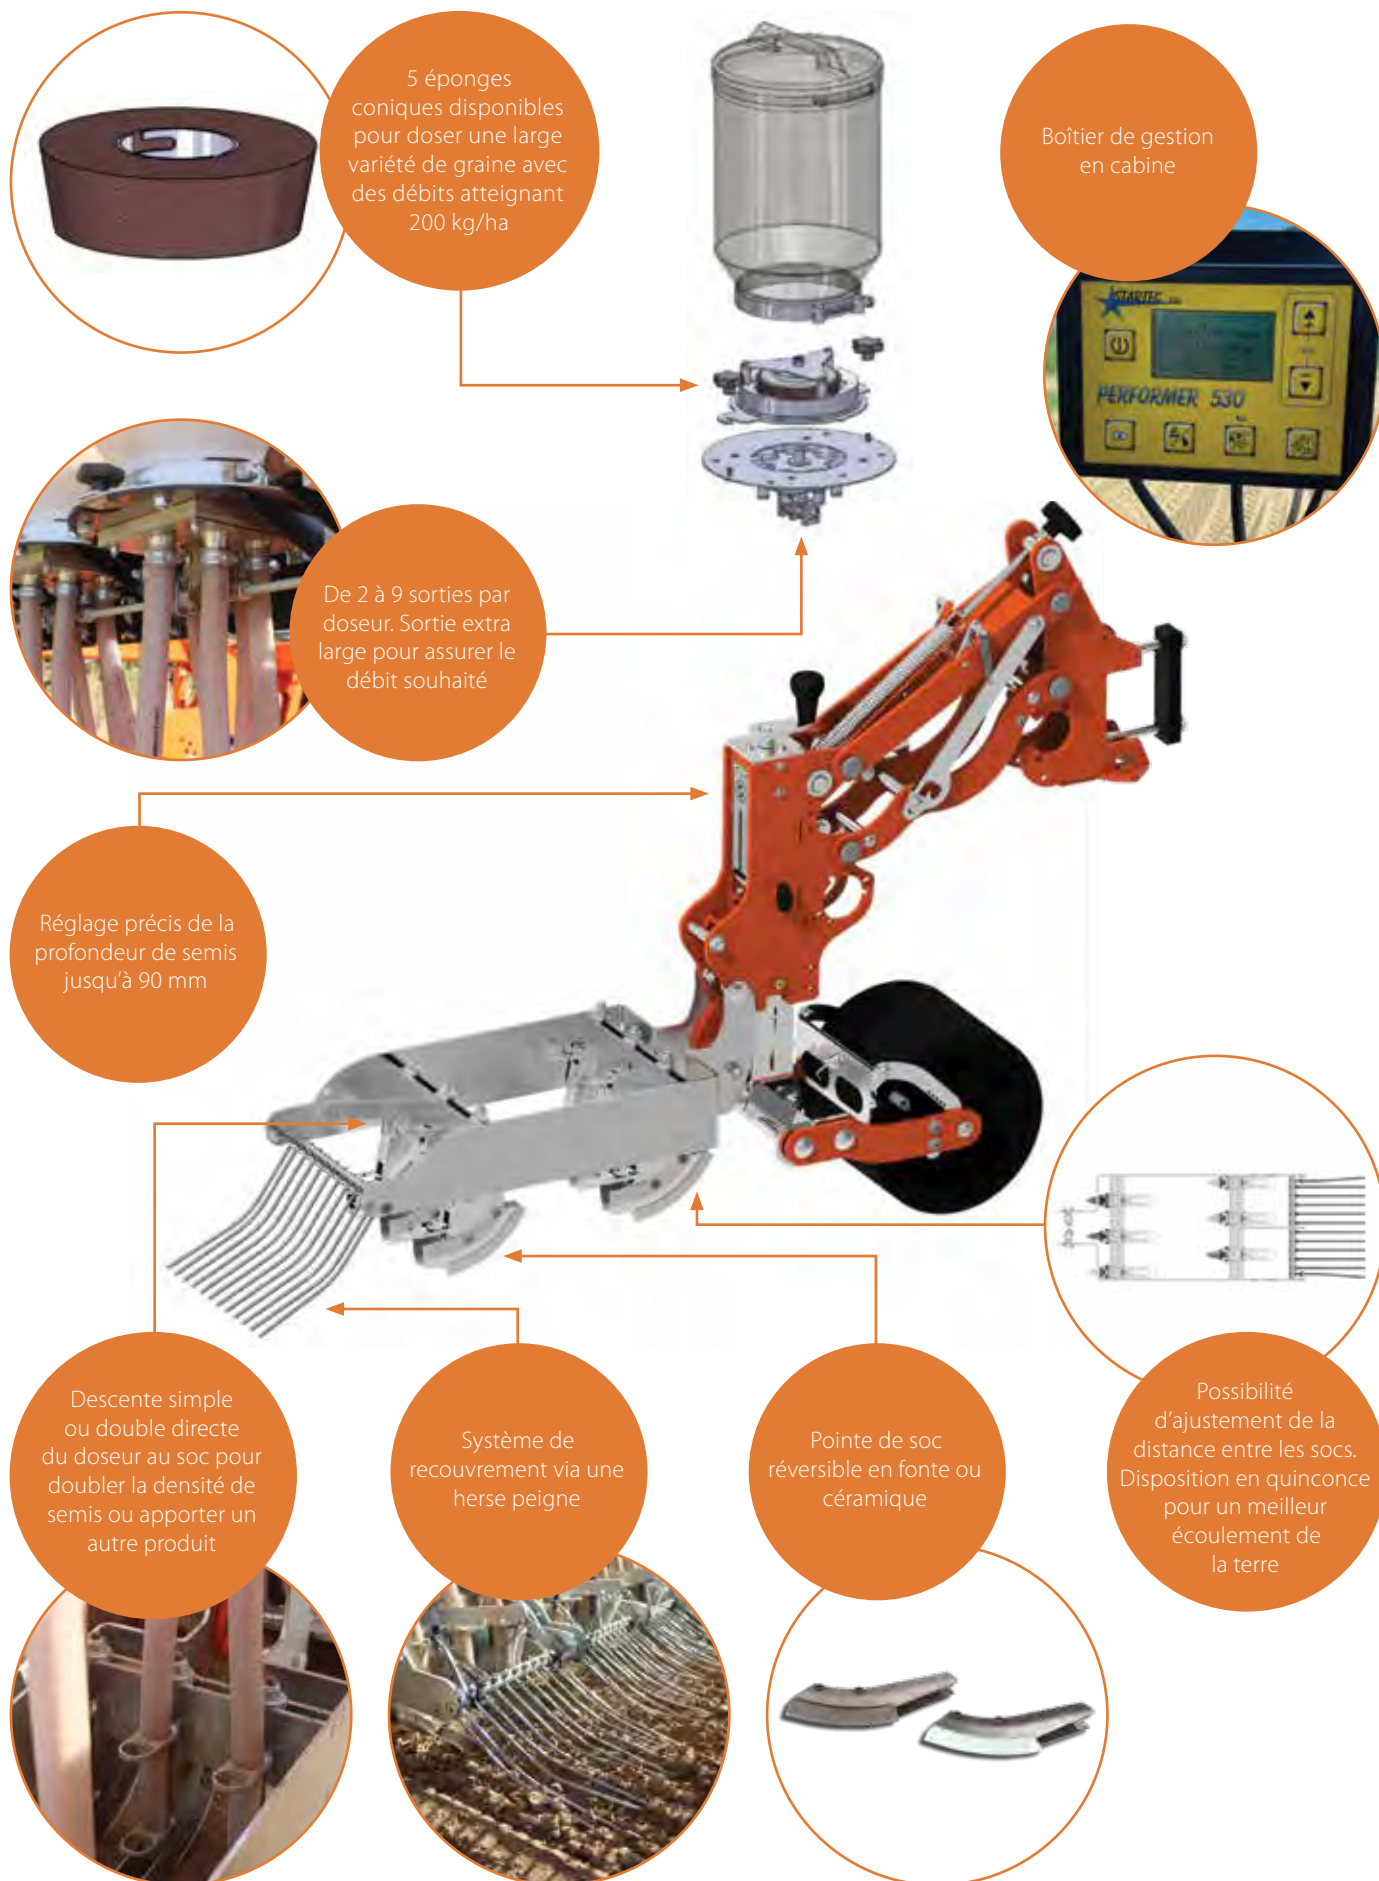 5 éponges
coniques disponibles
pour doser une large
variété de graine avec
des débits atteignant
200 kg/ha
Boîtier de gestion
en cabine
STARTEC
PERFORMER 530
De 2 à 9 sorties par
doseur. Sortie extra
large pour assurer le
débit souhaité
Réglage précis de la
profondeur de semis
jusqu'à 90 mm
Descente simple
ou double directe
du doseur au soc pour
doubler la densité de
semis ou apporter un
autre produit
Système de
recouvrement via une
herse peigne
Pointe de soc
réversible en fonte ou
céramique
Possibilité
d'ajustement de la
distance entre les socs.
Disposition en quinconce
pour un meilleur
écoulement de
la terre